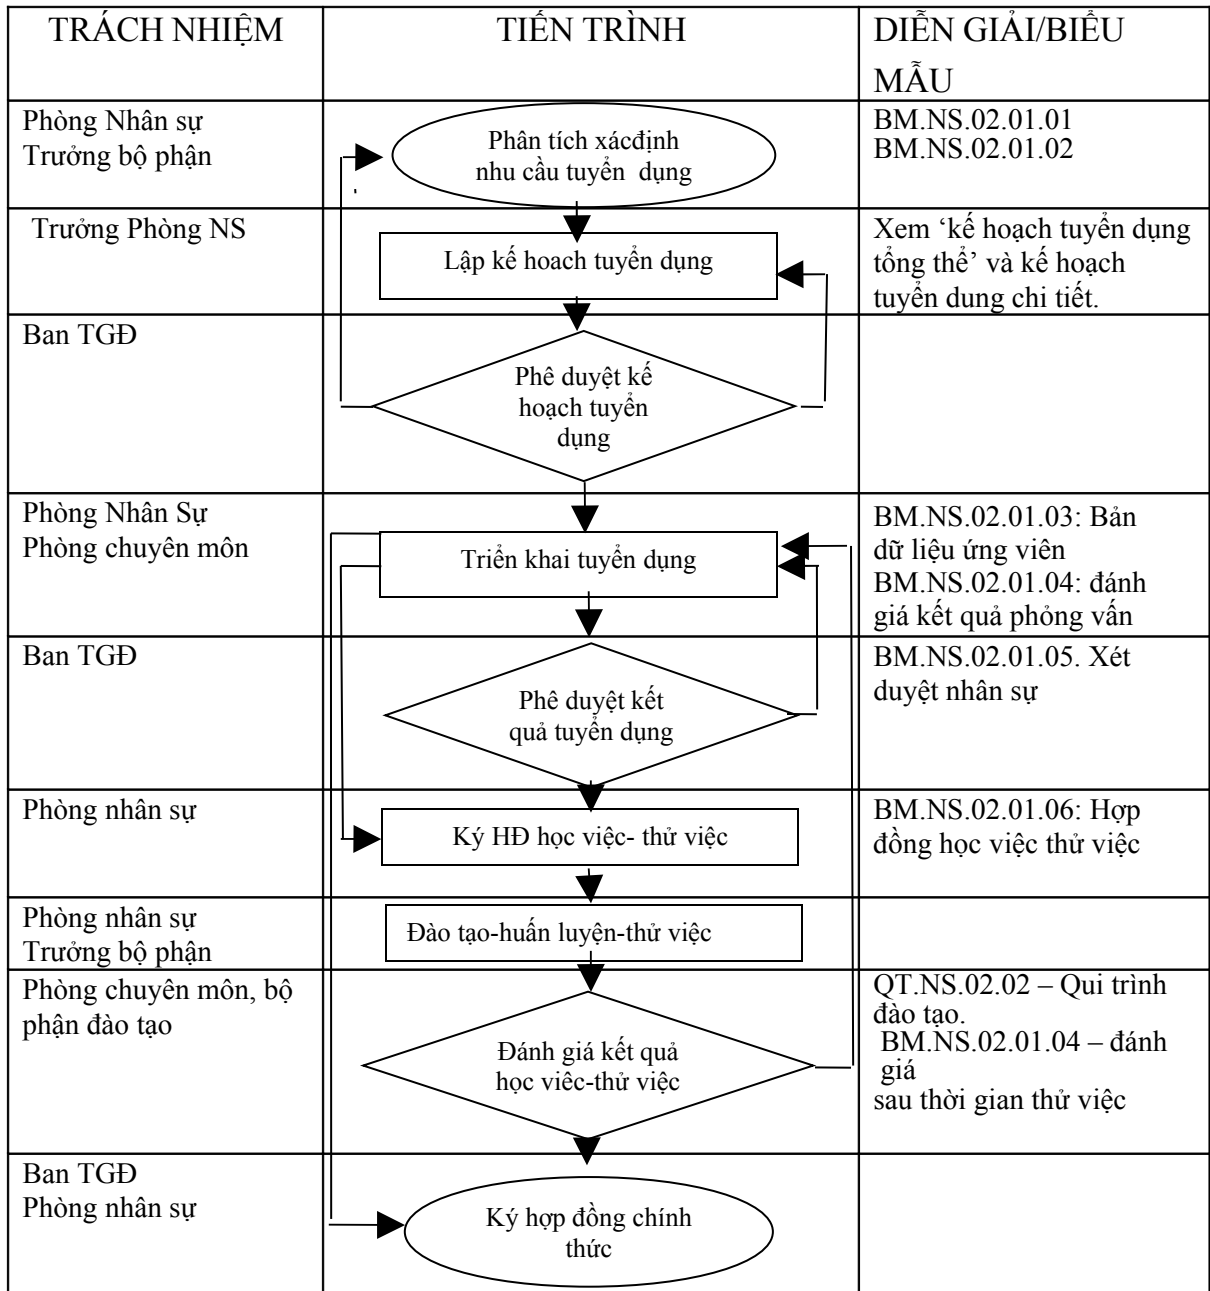 TRÁCH NHIỆM
TIẾN TRÌNH
DIỄN GIẢI/BIỂU
MẪU
Phòng Nhân sự
Trưởng bộ phận
Phân tích xácđịnh
nhu cầu tuyển dụng
BM.NS.02.01.01
BM.NS.02.01.02
Trưởng Phòng NS
Lập kế hoach tuyển dụng
Xem ‘kế hoạch tuyển dụng
tổng thể’ và kế hoạch
tuyển dung chi tiết.
Ban TGĐ
Phê duyệt kế
hoạch tuyển
dụng
Phòng Nhân Sự
Phòng chuyên môn
Triển khai tuyển dụng
BM.NS.02.01.03: Bản
dữ liệu ứng viên
BM.NS.02.01.04: đánh
giá kết quả phỏng vấn
Ban TGĐ
Phê duyệt kết
quả tuyển dụng
BM.NS.02.01.05. Xét
duyệt nhân sự
Phòng nhân sự
Ký HĐ học việc- thử việc
BM.NS.02.01.06: Hợp
đồng học việc thử việc
Phòng nhân sự
Trưởng bộ phận
Đào tạo-huấn luyện-thử việc
Phòng chuyên môn, bộ
phận đào tạo
Đánh giá kết quả
học viêc-thử việc
QT.NS.02.02 – Qui trình
đào tạo.
BM.NS.02.01.04 – đánh
giá
sau thời gian thử việc
Ban TGĐ
Phòng nhân sự
Ký hợp đồng chính
thức